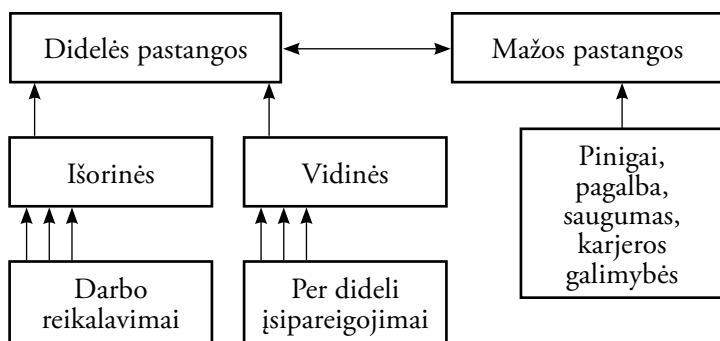 Didelės pastangos
Mažos pastangos
Išorinės
Vidinės
Pinigai,
pagalba,
saugumas,
karjeros
galimybės
Darbo
reikalavimai
Per dideli
įsipareigojimai